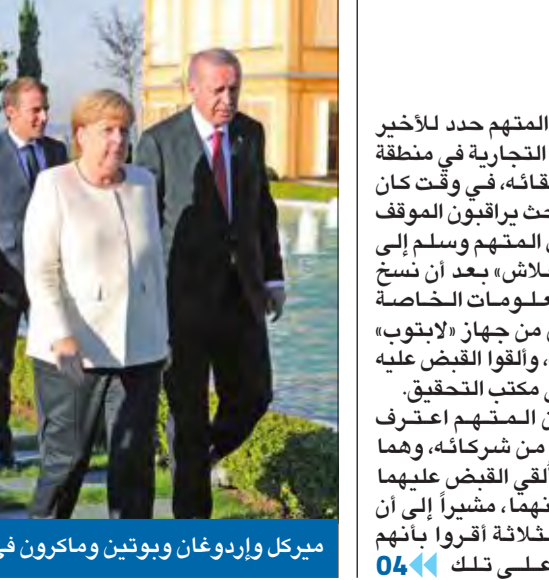 المتهم حدد للأخير
التجارية في منطقة
قائه، في وقت كان
حث يراقبون الموقف
المتهم وسلم إلى
ـلاش» بعد أن نسخ
علومات الخاصة
من جهاز «لابتوب»
، وألقوا القبض عليه
مكتب التحقيق.
ن المتهم اعترف
من شركائه، وهما
لقي القبض عليهما
نهما، مشيراً إلى أن
ثلاثة أقروا بأنهم
على تلك 04
ميركل وإردوغان وبوتين وماكرون في